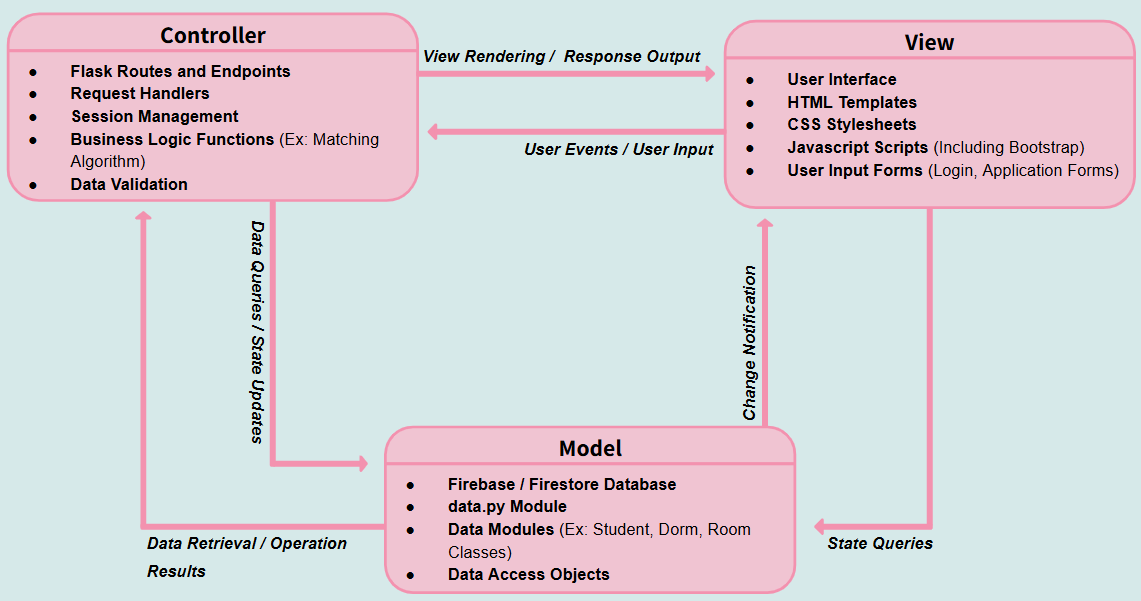 Controller
● Flask Routes and Endpoints
● Request Handlers
● Session Management
● Business Logic Functions (Ex: Matching
Algorithm)
● Data Validation
View Rendering / Response Output
User Events / User Input
View
● User Interface
● HTML Templates
● CSS Stylesheets
● Javascript Scripts (Including Bootstrap)
● User Input Forms (Login, Application Forms)
Data Queries / State Updates
Change Notification
Model
● Firebase / Firestore Database
● data.py Module
● Data Modules (Ex: Student, Dorm, Room
Classes)
● Data Access Objects
Data Retrieval / Operation
Results
State Queries